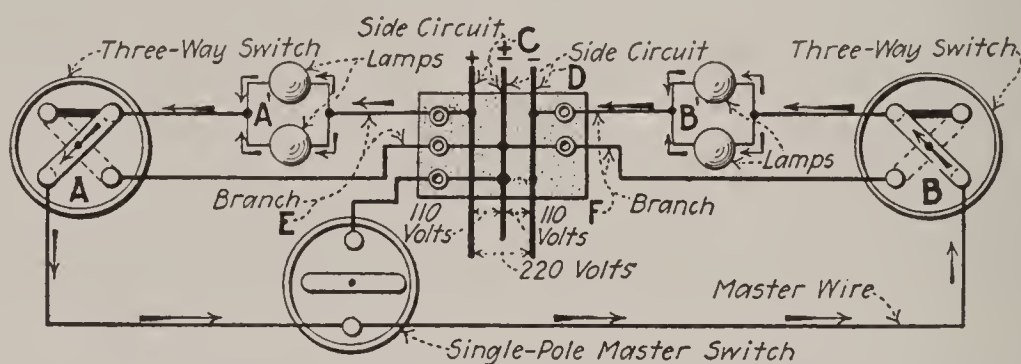 Side Circuit
Three-Way Switch
Lamps
+
±
C
-
Side Circuit
D
Three-Way Switch
A'
B'
Lamps
A
B
Branch
E
110 Volts
110 Volts
F
Branch
220 Volts
Master Wire
Single-Pole Master Switch